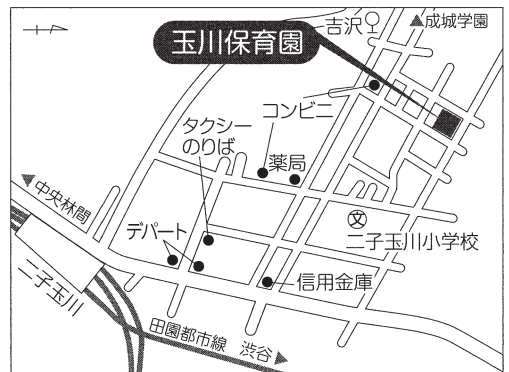 吉沢
成城学園
玉川保育園
コンビニ
タクシー
のりば
薬局
中央林間
デパート
文
二子玉川小学校
二子玉川
信用金庫
田園都市線 渋谷